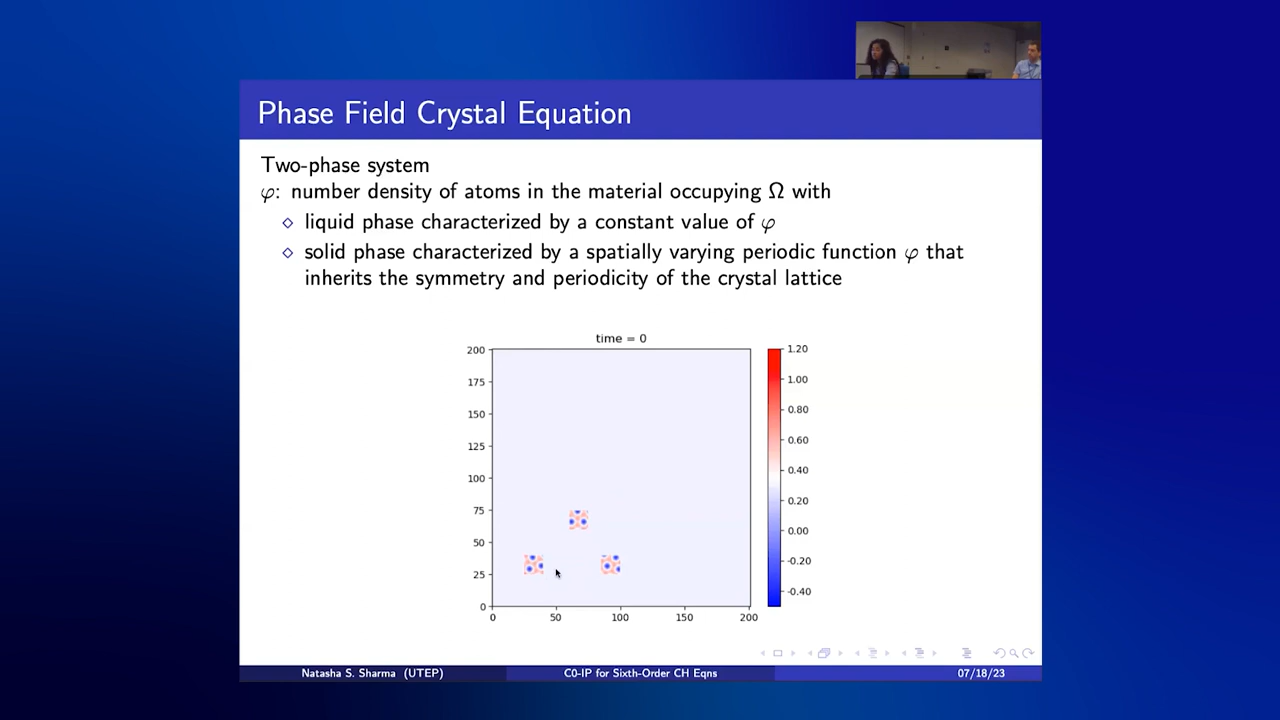 Phase Field Crystal Equation
Two-phase system
φ: number density of atoms in the material occupying Ω with
◇ liquid phase characterized by a constant value of φ
◇ solid phase characterized by a spatially varying periodic function φ that
inherits the symmetry and periodicity of the crystal lattice
time = 0
200
175
150
125
100
75
50
25
0
0 50 100 150 200
1.20
1.00
0.80
0.60
0.40
0.20
0.00
-0.20
-0.40
Natasha S. Sharma (UTEP) C0-IP for Sixth-Order CH Eqns 07/18/23